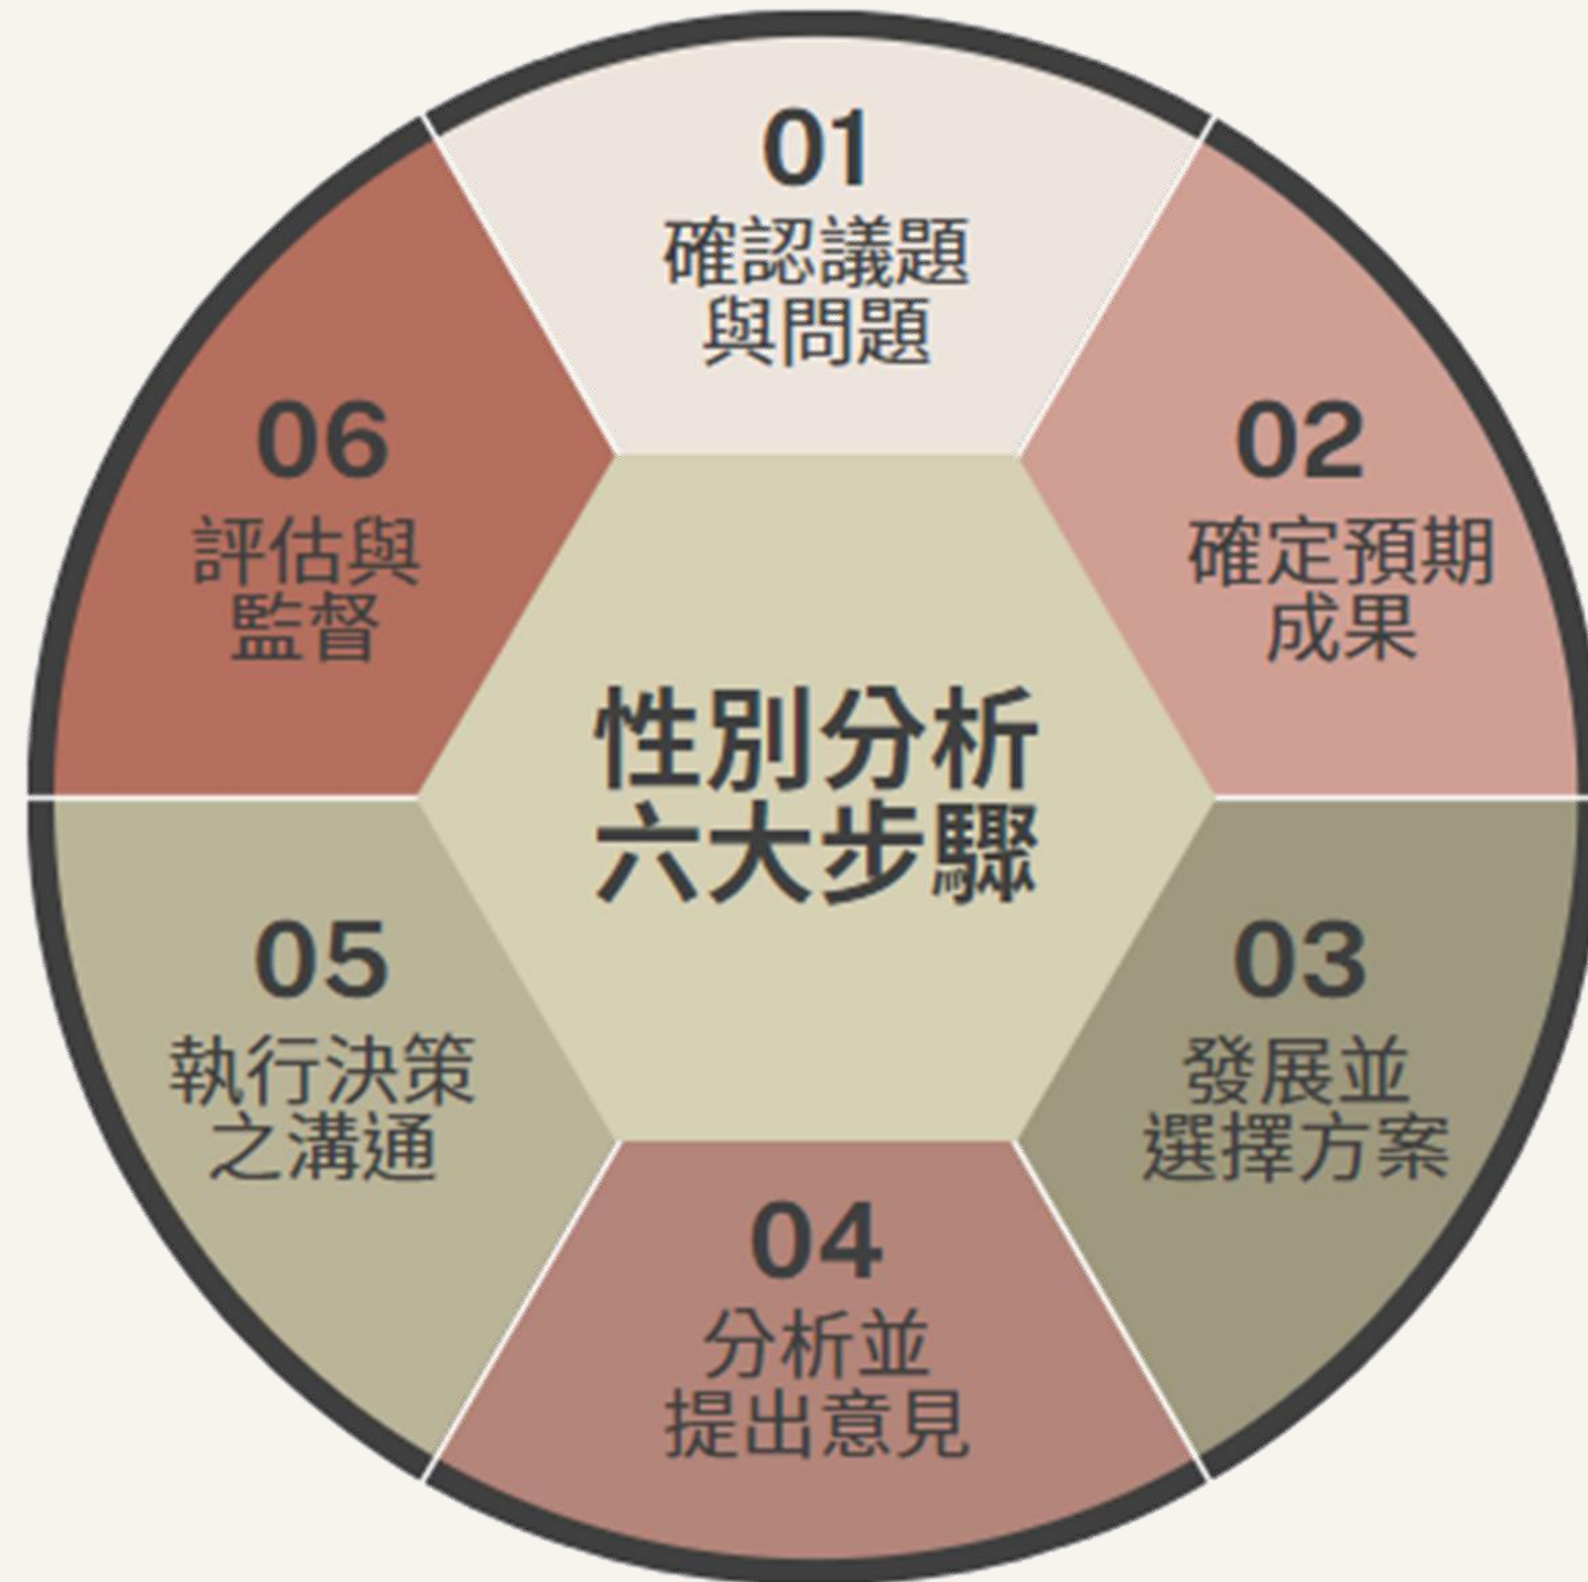 01
確認議題
與問題
02
確定預期
成果
03
發展並
選擇方案
04
分析並
提出意見
05
執行決策
之溝通
06
評估與
監督
性別分析
六大步驟